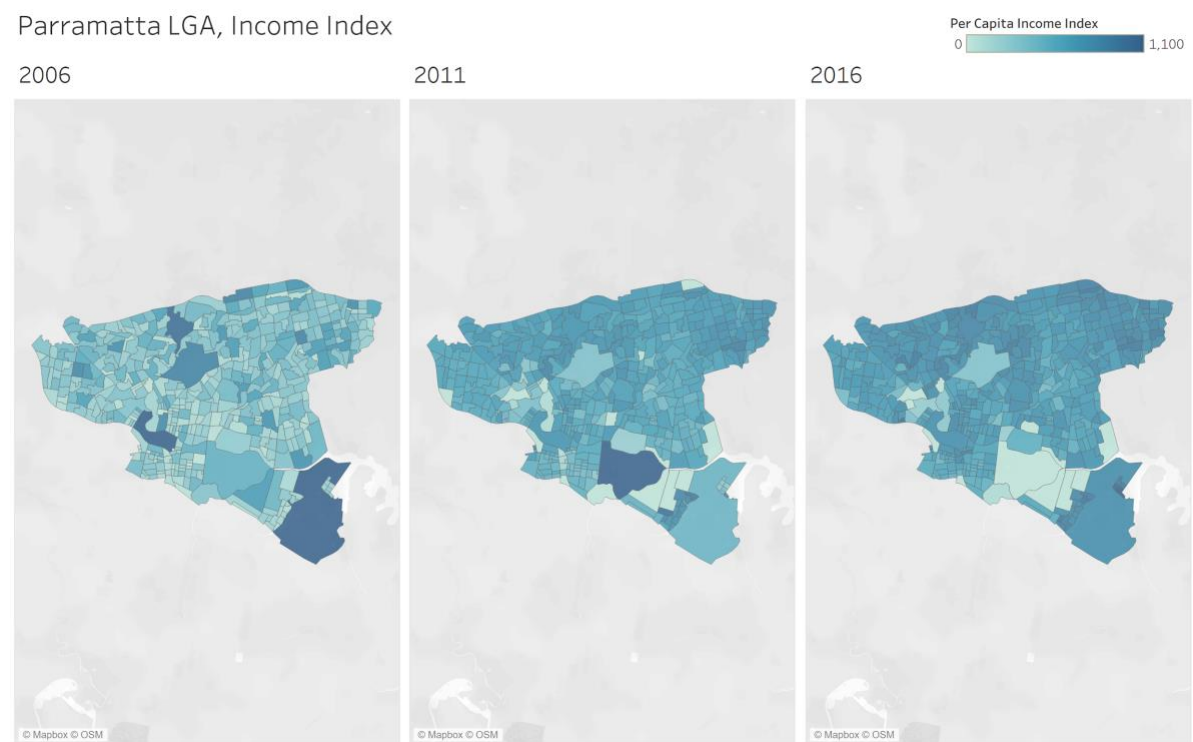 Parramatta LGA, Income Index
Per Capita Income Index
0 1,100
2006
2011
2016
© Mapbox © OSM
© Mapbox © OSM
© Mapbox © OSM